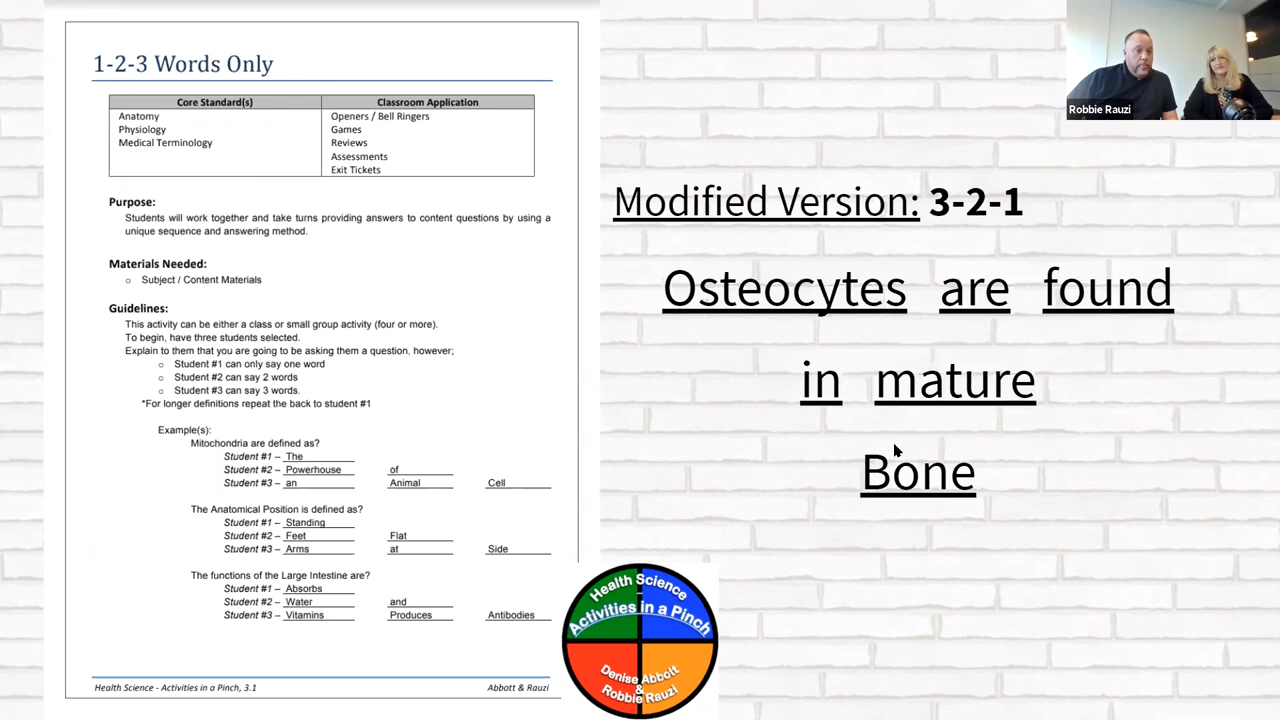 1-2-3 Words Only
Core Standard(s) Classroom Application
Anatomy Openers / Bell Ringers
Physiology Games
Medical Terminology Reviews
Assessments
Exit Tickets
Purpose:
Students will work together and take turns providing answers to content questions by using a
unique sequence and answering method.
Materials Needed:
o Subject / Content Materials
Guidelines:
This activity can be either a class or small group activity (four or more).
To begin, have three students selected.
Explain to them that you are going to be asking them a question, however;
o Student #1 can only say one word
o Student #2 can say 2 words
o Student #3 can say 3 words.
*For longer definitions repeat the back to student #1
Example(s):
Mitochondria are defined as?
Student #1 – The
Student #2 – Powerhouse of
Student #3 – an Animal Cell
The Anatomical Position is defined as?
Student #1 – Standing
Student #2 – Feet Flat
Student #3 – Arms at Side
The functions of the Large Intestine are?
Student #1 – Absorbs
Student #2 – Water and
Student #3 – Vitamins Produces Antibodies
Health Science - Activities in a Pinch, 3.1 Abbott & Rauzi
Robbie Rauzi
Modified Version: 3-2-1
Osteocytes are found
in mature
Bone
Health Science
Activities in a Pinch
Denise Abbott
&
Robbie Rauzi